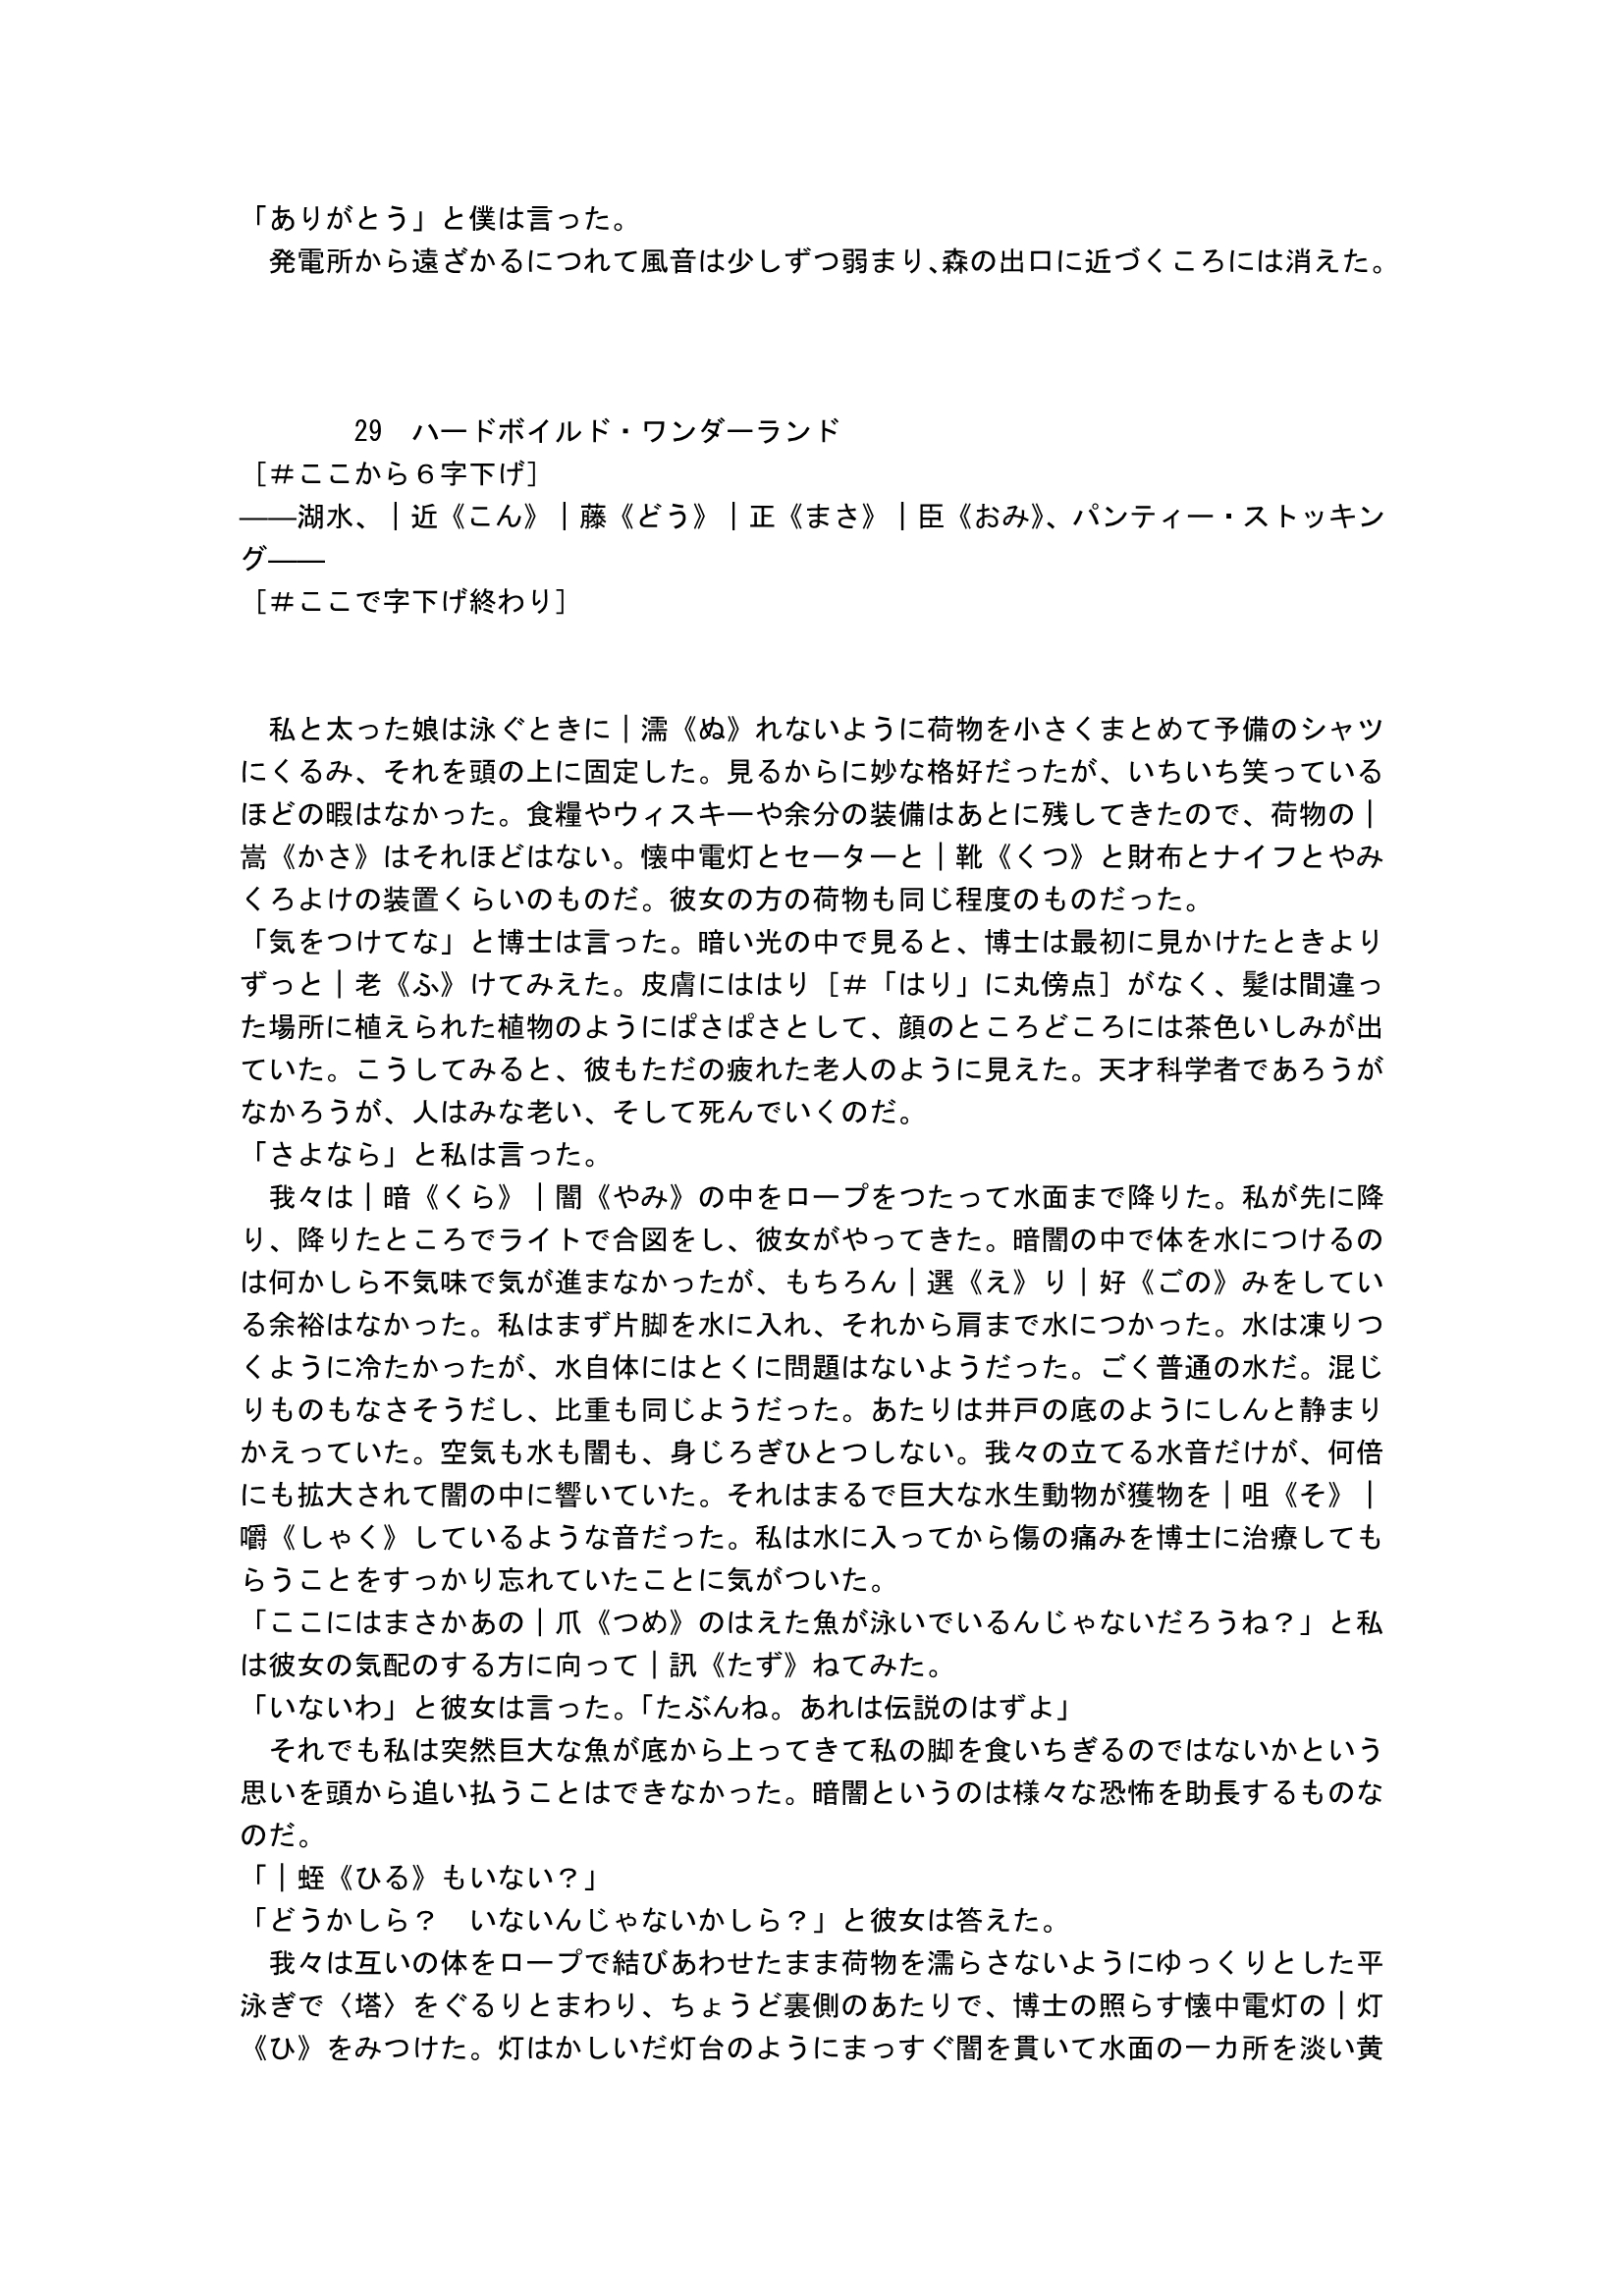 「ありがとう」と僕は言った。
　発電所から遠ざかるにつれて風音は少しずつ弱まり、森の出口に近づくころには消えた。
29　ハードボイルド・ワンダーランド
［＃ここから６字下げ］
――湖水、｜近《こん》｜藤《どう》｜正《まさ》｜臣《おみ》、パンティー・ストッキン
グ――
［＃ここで字下げ終わり］
　私と太った娘は泳ぐときに｜濡《ぬ》れないように荷物を小さくまとめて予備のシャツ
にくるみ、それを頭の上に固定した。見るからに妙な格好だったが、いちいち笑っている
ほどの暇はなかった。食糧やウィスキーや余分の装備はあとに残してきたので、荷物の｜
嵩《かさ》はそれほどはない。懐中電灯とセーターと｜靴《くつ》と財布とナイフとやみ
くろよけの装置くらいのものだ。彼女の方の荷物も同じ程度のものだった。
「気をつけてな」と博士は言った。暗い光の中で見ると、博士は最初に見かけたときより
ずっと｜老《ふ》けてみえた。皮膚にははり［＃「はり」に丸傍点］がなく、髪は間違っ
た場所に植えられた植物のようにぱさぱさとして、顔のところどころには茶色いしみが出
ていた。こうしてみると、彼もただの疲れた老人のように見えた。天才科学者であろうが
なかろうが、人はみな老い、そして死んでいくのだ。
「さよなら」と私は言った。
　我々は｜暗《くら》｜闇《やみ》の中をロープをつたって水面まで降りた。私が先に降
り、降りたところでライトで合図をし、彼女がやってきた。暗闇の中で体を水につけるの
は何かしら不気味で気が進まなかったが、もちろん｜選《え》り｜好《ごの》みをしてい
る余裕はなかった。私はまず片脚を水に入れ、それから肩まで水につかった。水は凍りつ
くように冷たかったが、水自体にはとくに問題はないようだった。ごく普通の水だ。混じ
りものもなさそうだし、比重も同じようだった。あたりは井戸の底のようにしんと静まり
かえっていた。空気も水も闇も、身じろぎひとつしない。我々の立てる水音だけが、何倍
にも拡大されて闇の中に響いていた。それはまるで巨大な水生動物が獲物を｜咀《そ》｜
嚼《しゃく》しているような音だった。私は水に入ってから傷の痛みを博士に治療しても
らうことをすっかり忘れていたことに気がついた。
「ここにはまさかあの｜爪《つめ》のはえた魚が泳いでいるんじゃないだろうね？」と私
は彼女の気配のする方に向って｜訊《たず》ねてみた。
「いないわ」と彼女は言った。「たぶんね。あれは伝説のはずよ」
　それでも私は突然巨大な魚が底から上ってきて私の脚を食いちぎるのではないかという
思いを頭から追い払うことはできなかった。暗闇というのは様々な恐怖を助長するものな
のだ。
「｜蛭《ひる》もいない？」
「どうかしら？　いないんじゃないかしら？」と彼女は答えた。
　我々は互いの体をロープで結びあわせたまま荷物を濡らさないようにゆっくりとした平
泳ぎで〈塔〉をぐるりとまわり、ちょうど裏側のあたりで、博士の照らす懐中電灯の｜灯
《ひ》をみつけた。灯はかしいだ灯台のようにまっすぐ闇を貫いて水面の一カ所を淡い黄